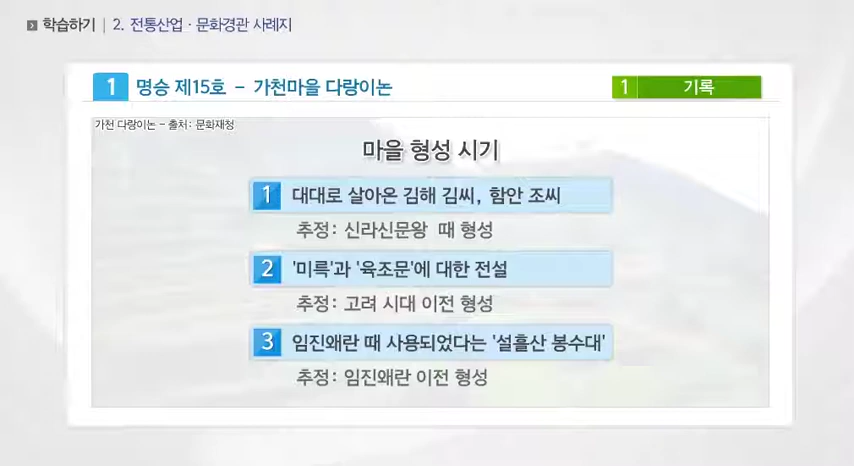 학습하기 | 2. 전통산업 · 문화경관 사례지
1 명승 제15호 – 가천마을 다랑이논
1 기록
가천 다랑이논 – 출처: 문화재청
마을 형성 시기
1 대대로 살아온 김해 김씨, 함안 조씨
추정: 신라신문왕 때 형성
2 '미륵'과 '육조문'에 대한 전설
추정: 고려 시대 이전 형성
3 임진왜란 때 사용되었다는 '설흘산 봉수대'
추정: 임진왜란 이전 형성